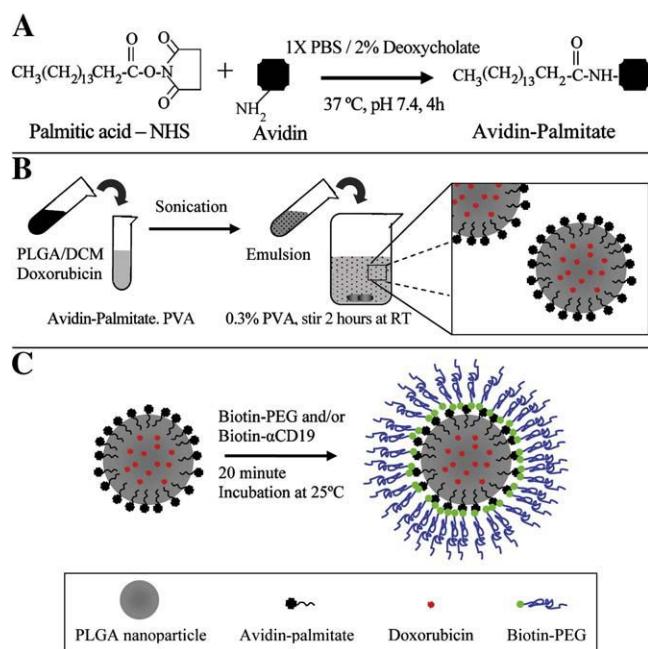 A
CH3(CH2)13CH2-C-O-N
O
O
O
+
NH2
1X PBS / 2% Deoxycholate
37 ºC, pH 7.4, 4h
O
CH3(CH2)13CH2-C-NH-
Palmitic acid – NHS
Avidin
Avidin-Palmitate
B
Sonication
PLGA/DCM
Doxorubicin
Emulsion
Avidin-Palmitate. PVA
0.3% PVA, stir 2 hours at RT
C
Biotin-PEG and/or
Biotin-αCD19
20 minute
Incubation at 25ºC
PLGA nanoparticle
Avidin-palmitate
Doxorubicin
Biotin-PEG